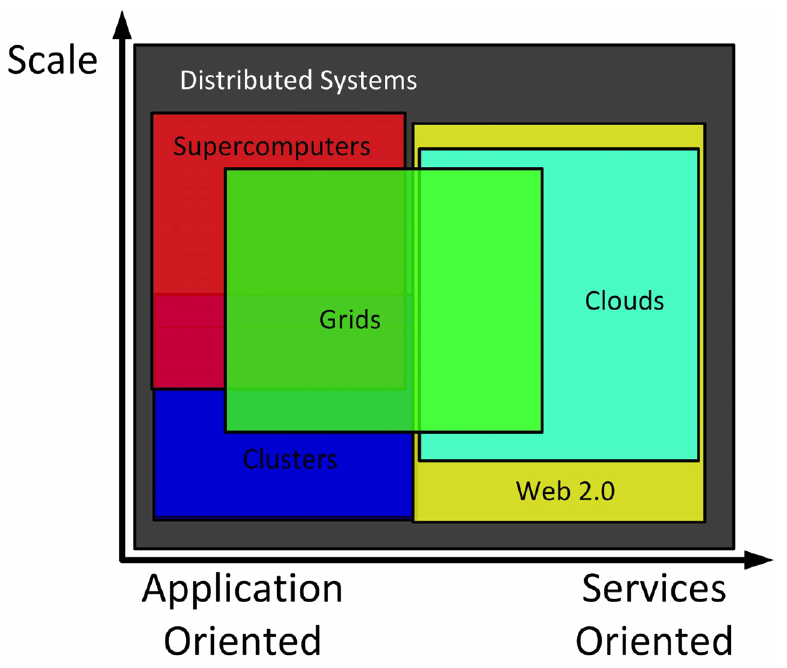 Scale
Distributed Systems
Supercomputers
Grids
Clouds
Clusters
Web 2.0
Application
Oriented
Services
Oriented